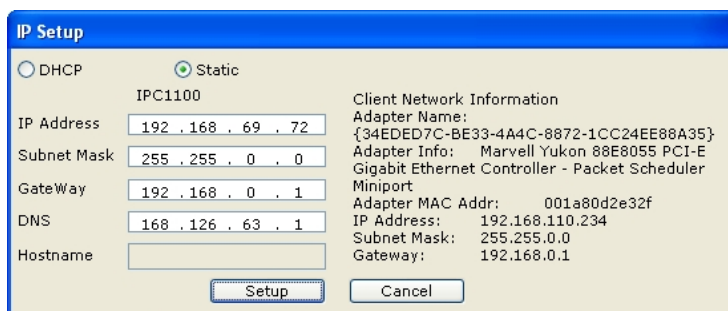 IP Setup
DHCP
Static
IPC1100
IP Address 192 . 168 . 69 . 72
Subnet Mask 255 . 255 . 0 . 0
GateWay 192 . 168 . 0 . 1
DNS 168 . 126 . 63 . 1
Hostname
Client Network Information
Adapter Name:
{34EDED7C-BE33-4A4C-8872-1CC24EE88A35}
Adapter Info: Marvell Yukon 88E8055 PCI-E
Gigabit Ethernet Controller - Packet Scheduler
Miniport
Adapter MAC Addr: 001a80d2e32f
IP Address: 192.168.110.234
Subnet Mask: 255.255.0.0
Gateway: 192.168.0.1
Setup
Cancel